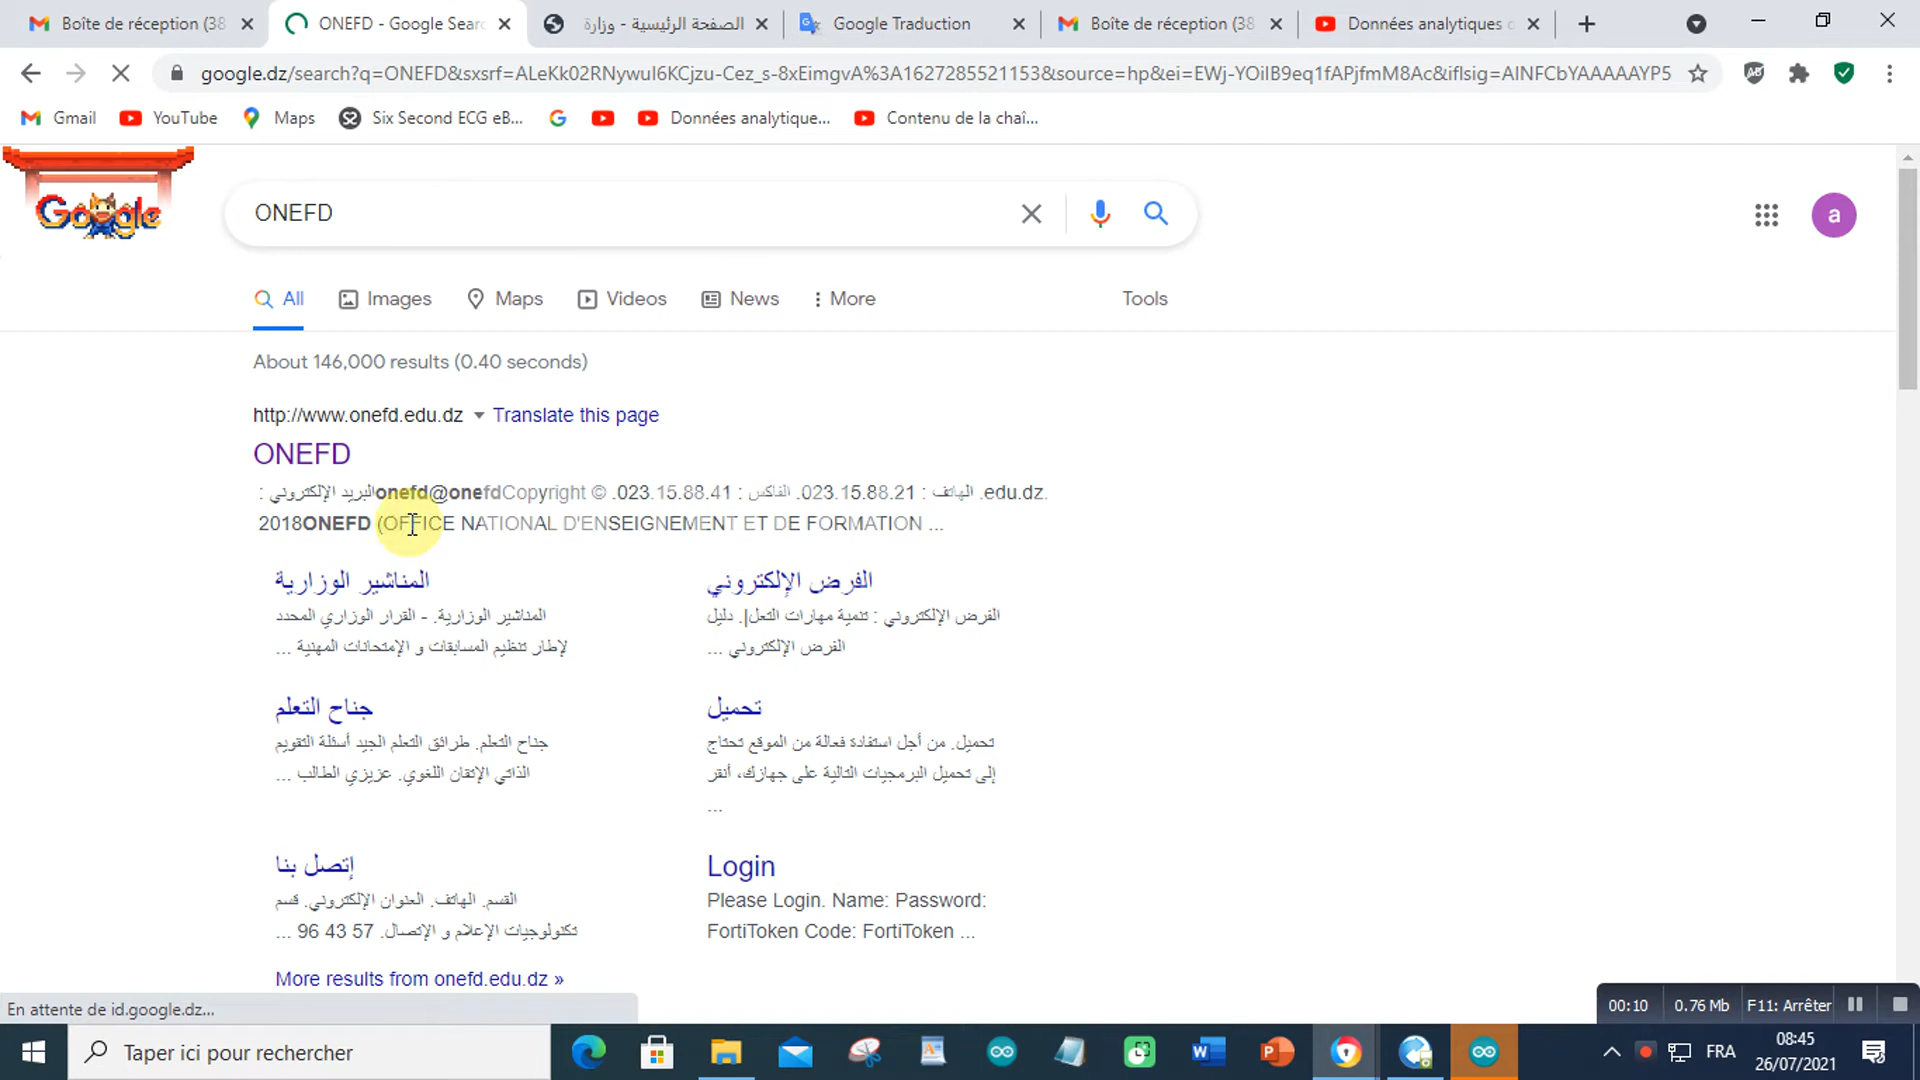 Boîte de réception (38
ONEFD - Google Searc
الصفحة الرئيسية - وزارة
Google Traduction
Boîte de réception (38
Données analytiques d
google.dz/search?q=ONEFD&sxsrf=ALeKk02RNywuI6KCjzu-Cez_s-8xEimgvA%3A1627285521153&source=hp&ei=EWj-YOilB9eq1fAPjfmM8Ac&iflsig=AINFCbYAAAAAYP5
Gmail
YouTube
Maps
Six Second ECG eB...
Données analytique...
Contenu de la chaî...
Google
ONEFD
a
All
Images
Maps
Videos
News
More
Tools
About 146,000 results (0.40 seconds)
http://www.onefd.edu.dz
Translate this page
ONEFD
: البريد الإلكترونيonefd@onefdCopyright © .023.15.88.41 : الفاكس .023.15.88.21 : الهاتف .edu.dz.
2018ONEFD (OFFICE NATIONAL D'ENSEIGNEMENT ET DE FORMATION ...
المناشير الوزارية
المناشير الوزارية. - القرار الوزاري المحدد
لإطار تنظيم المسابقات و الإمتحانات المهنية ...
الفرض الإلكتروني
الفرض الإلكتروني : تنمية مهارات التعل|. دليل
الفرض الإلكتروني ...
جناح التعلم
جناح التعلم. طرائق التعلم الجيد أسئلة التقويم
الذاتي الإتقان اللغوي. عزيزي الطالب ...
تحميل
تحميل. من أجل استفادة فعالة من الموقع تحتاج
إلى تحميل البرمجيات التالية على جهازك، أنقر
...
إتصل بنا
القسم. الهاتف. العنوان الإلكتروني. قسم
تكنولوجيات الإعلام و الإتصال. 57 43 96 ...
Login
Please Login. Name: Password:
FortiToken Code: FortiToken ...
More results from onefd.edu.dz »
En attente de id.google.dz...
00:10
0.76 Mb
F11: Arrêter
Taper ici pour rechercher
FRA
08:45
26/07/2021